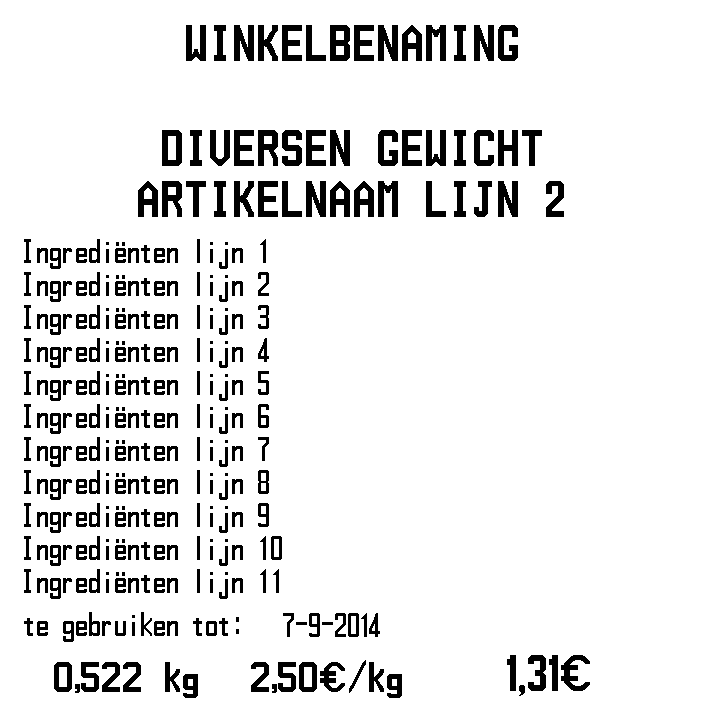 WINKELBENAMING
DIVERSEN GEWICHT
ARTIKELNAAM LIJN 2
Ingrediënten lijn 1
Ingrediënten lijn 2
Ingrediënten lijn 3
Ingrediënten lijn 4
Ingrediënten lijn 5
Ingrediënten lijn 6
Ingrediënten lijn 7
Ingrediënten lijn 8
Ingrediënten lijn 9
Ingrediënten lijn 10
Ingrediënten lijn 11
te gebruiken tot: 7-9-2014
0,522 kg 2,50€/kg 1,31€